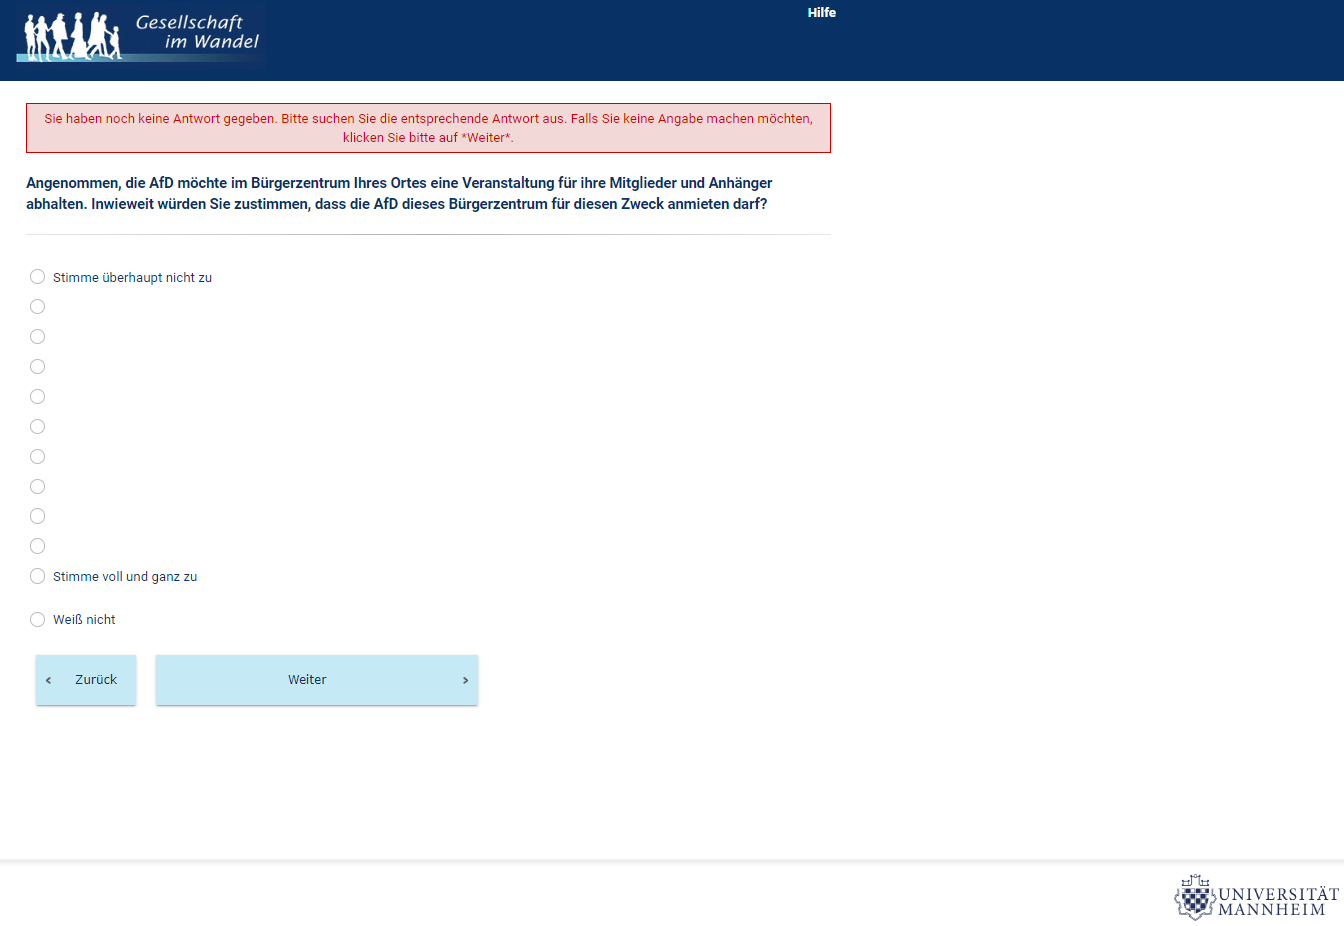 Gesellschaft
im Wandel
Hilfe
Sie haben noch keine Antwort gegeben. Bitte suchen Sie die entsprechende Antwort aus. Falls Sie keine Angabe machen möchten,
klicken Sie bitte auf *Weiter*.
Angenommen, die AfD möchte im Bürgerzentrum Ihres Ortes eine Veranstaltung für ihre Mitglieder und Anhänger
abhalten. Inwieweit würden Sie zustimmen, dass die AfD dieses Bürgerzentrum für diesen Zweck anmieten darf?
Stimme überhaupt nicht zu
Stimme voll und ganz zu
Weiß nicht
Zurück
Weiter
UNIVERSITÄT
MANNHEIM